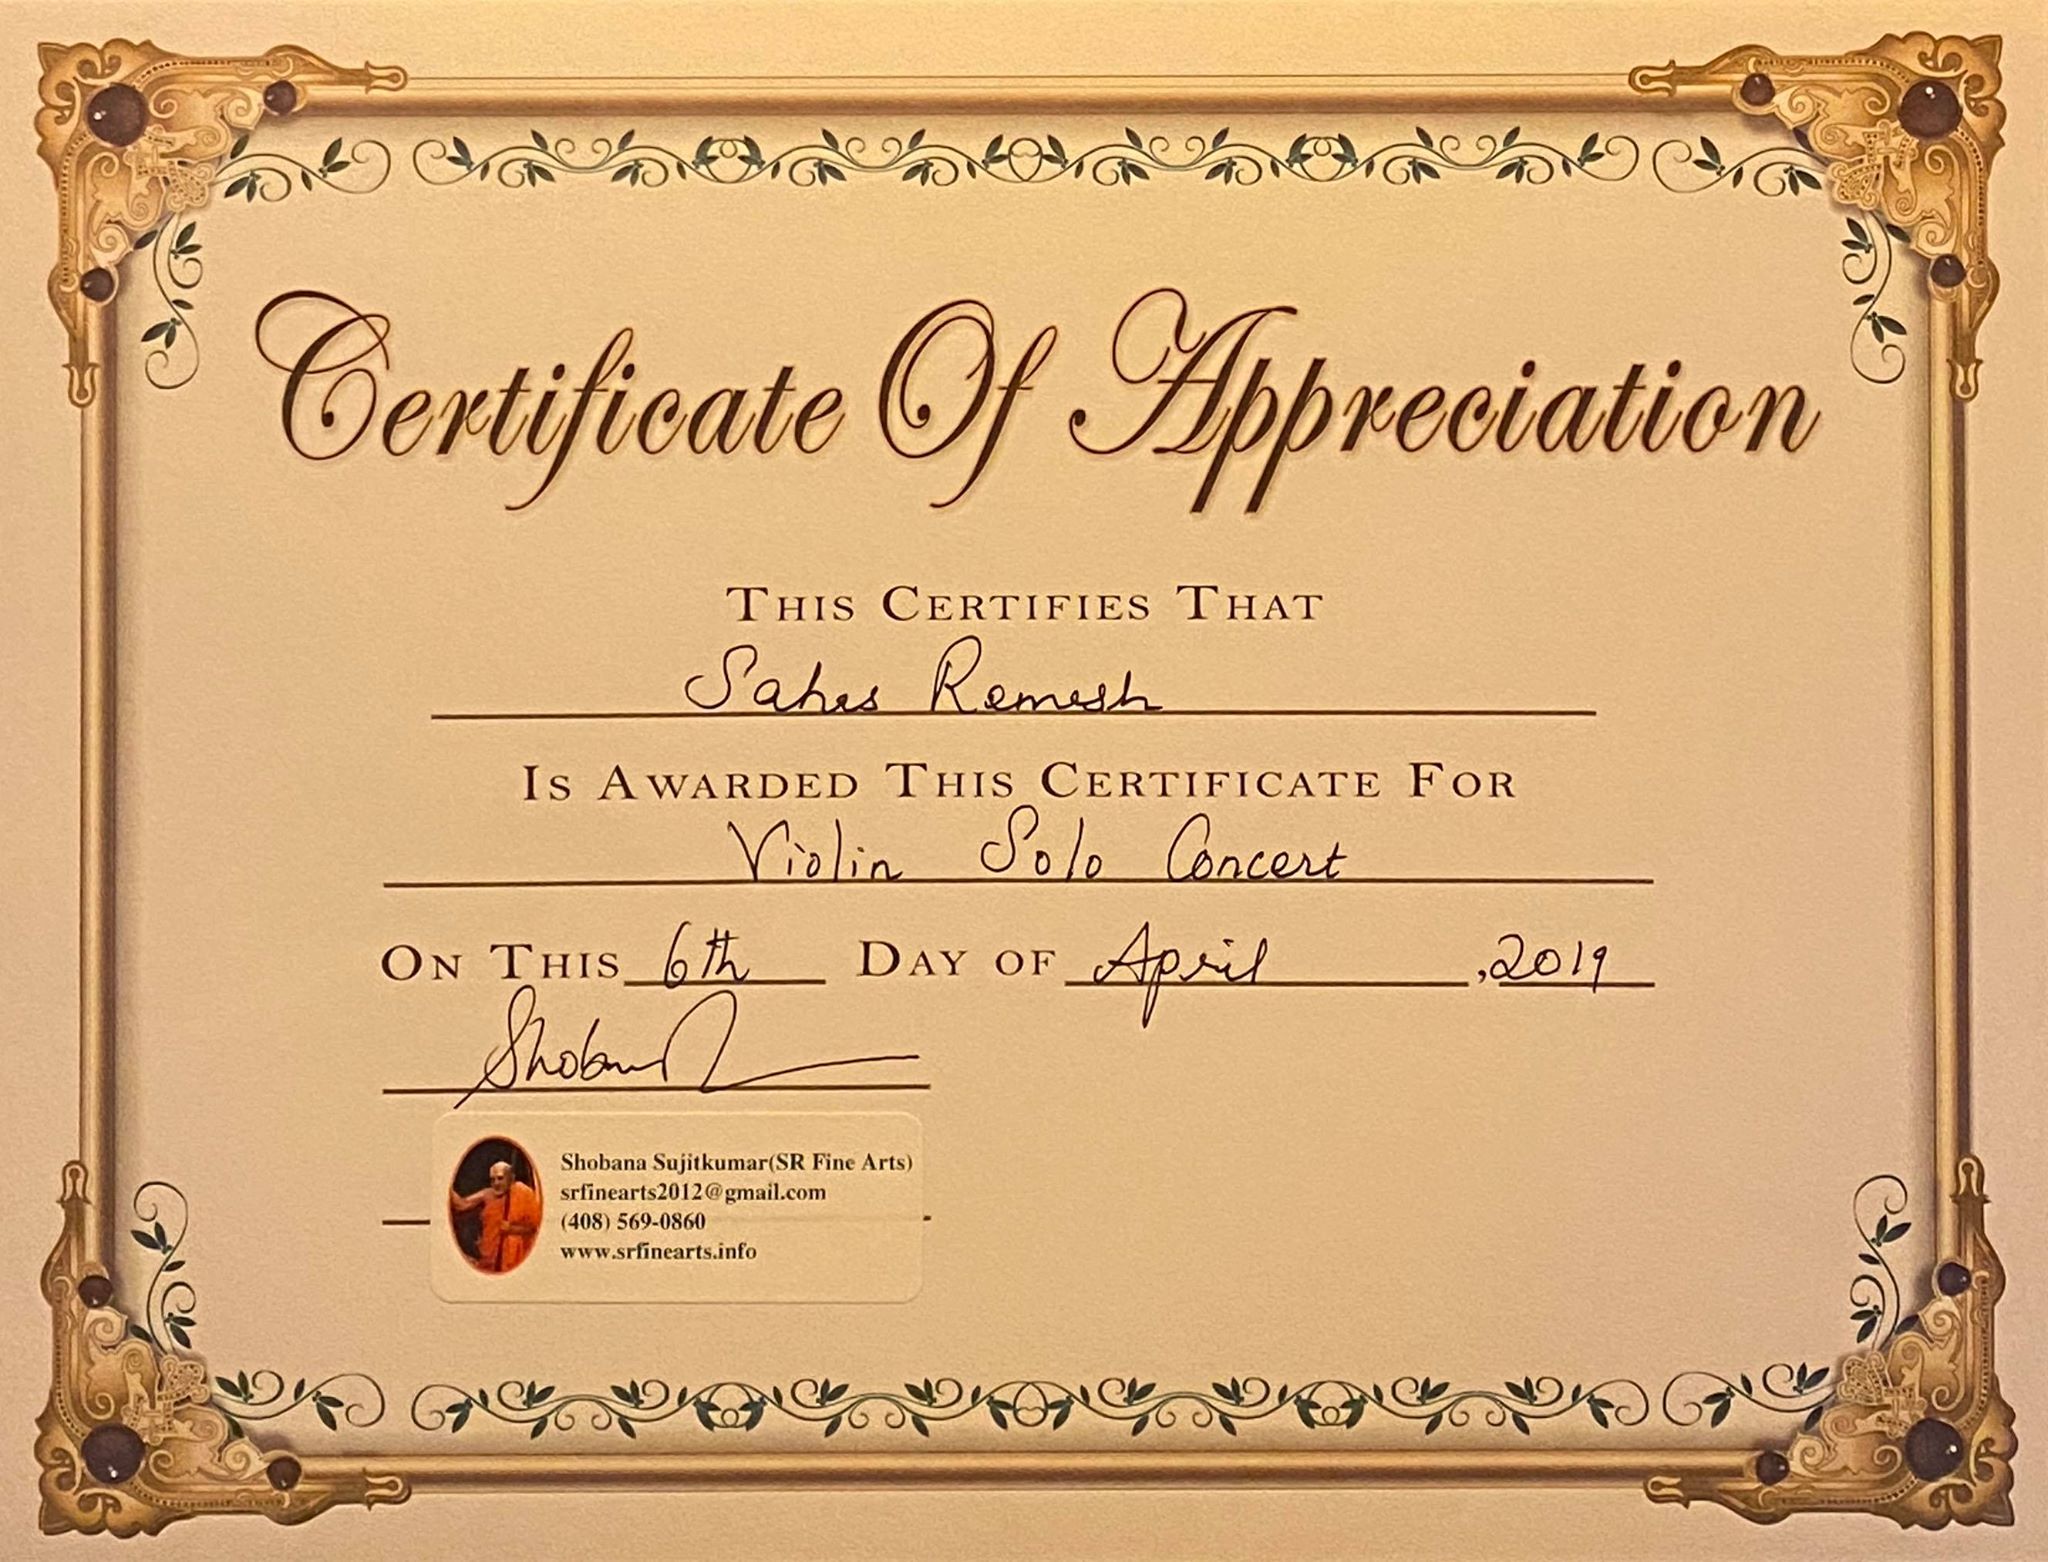 Certificate Of Appreciation
THIS CERTIFIES THAT
Sahas Ramesh
IS AWARDED THIS CERTIFICATE FOR
Violin Solo Concert
ON THIS 6th DAY OF April, 2019
Shobana
Shobana Sujitkumar(SR Fine Arts)
srfinearts2012@gmail.com
(408) 569-0860
www.srfinearts.info